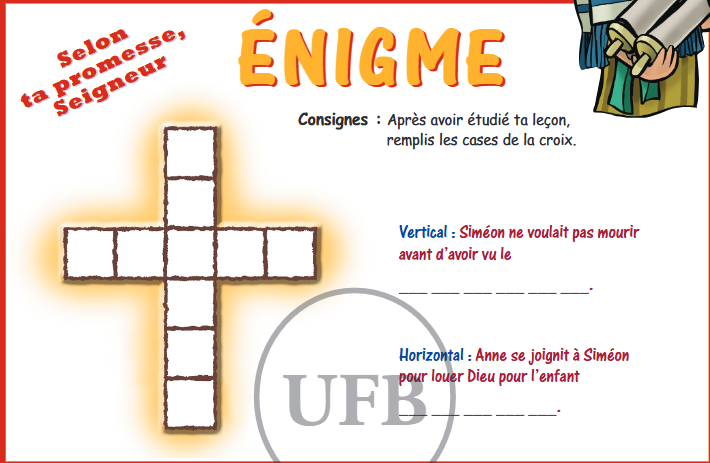 Selon
ta promesse,
Seigneur
ÉNIGME
Consignes : Après avoir étudié ta leçon,
remplis les cases de la croix.
Vertical : Siméon ne voulait pas mourir
avant d'avoir vu le
___ ___ ___ ___ ___ ___.
Horizontal : Anne se joignit à Siméon
pour louer Dieu pour l'enfant
___ ___ ___ ___ ___.
UFB